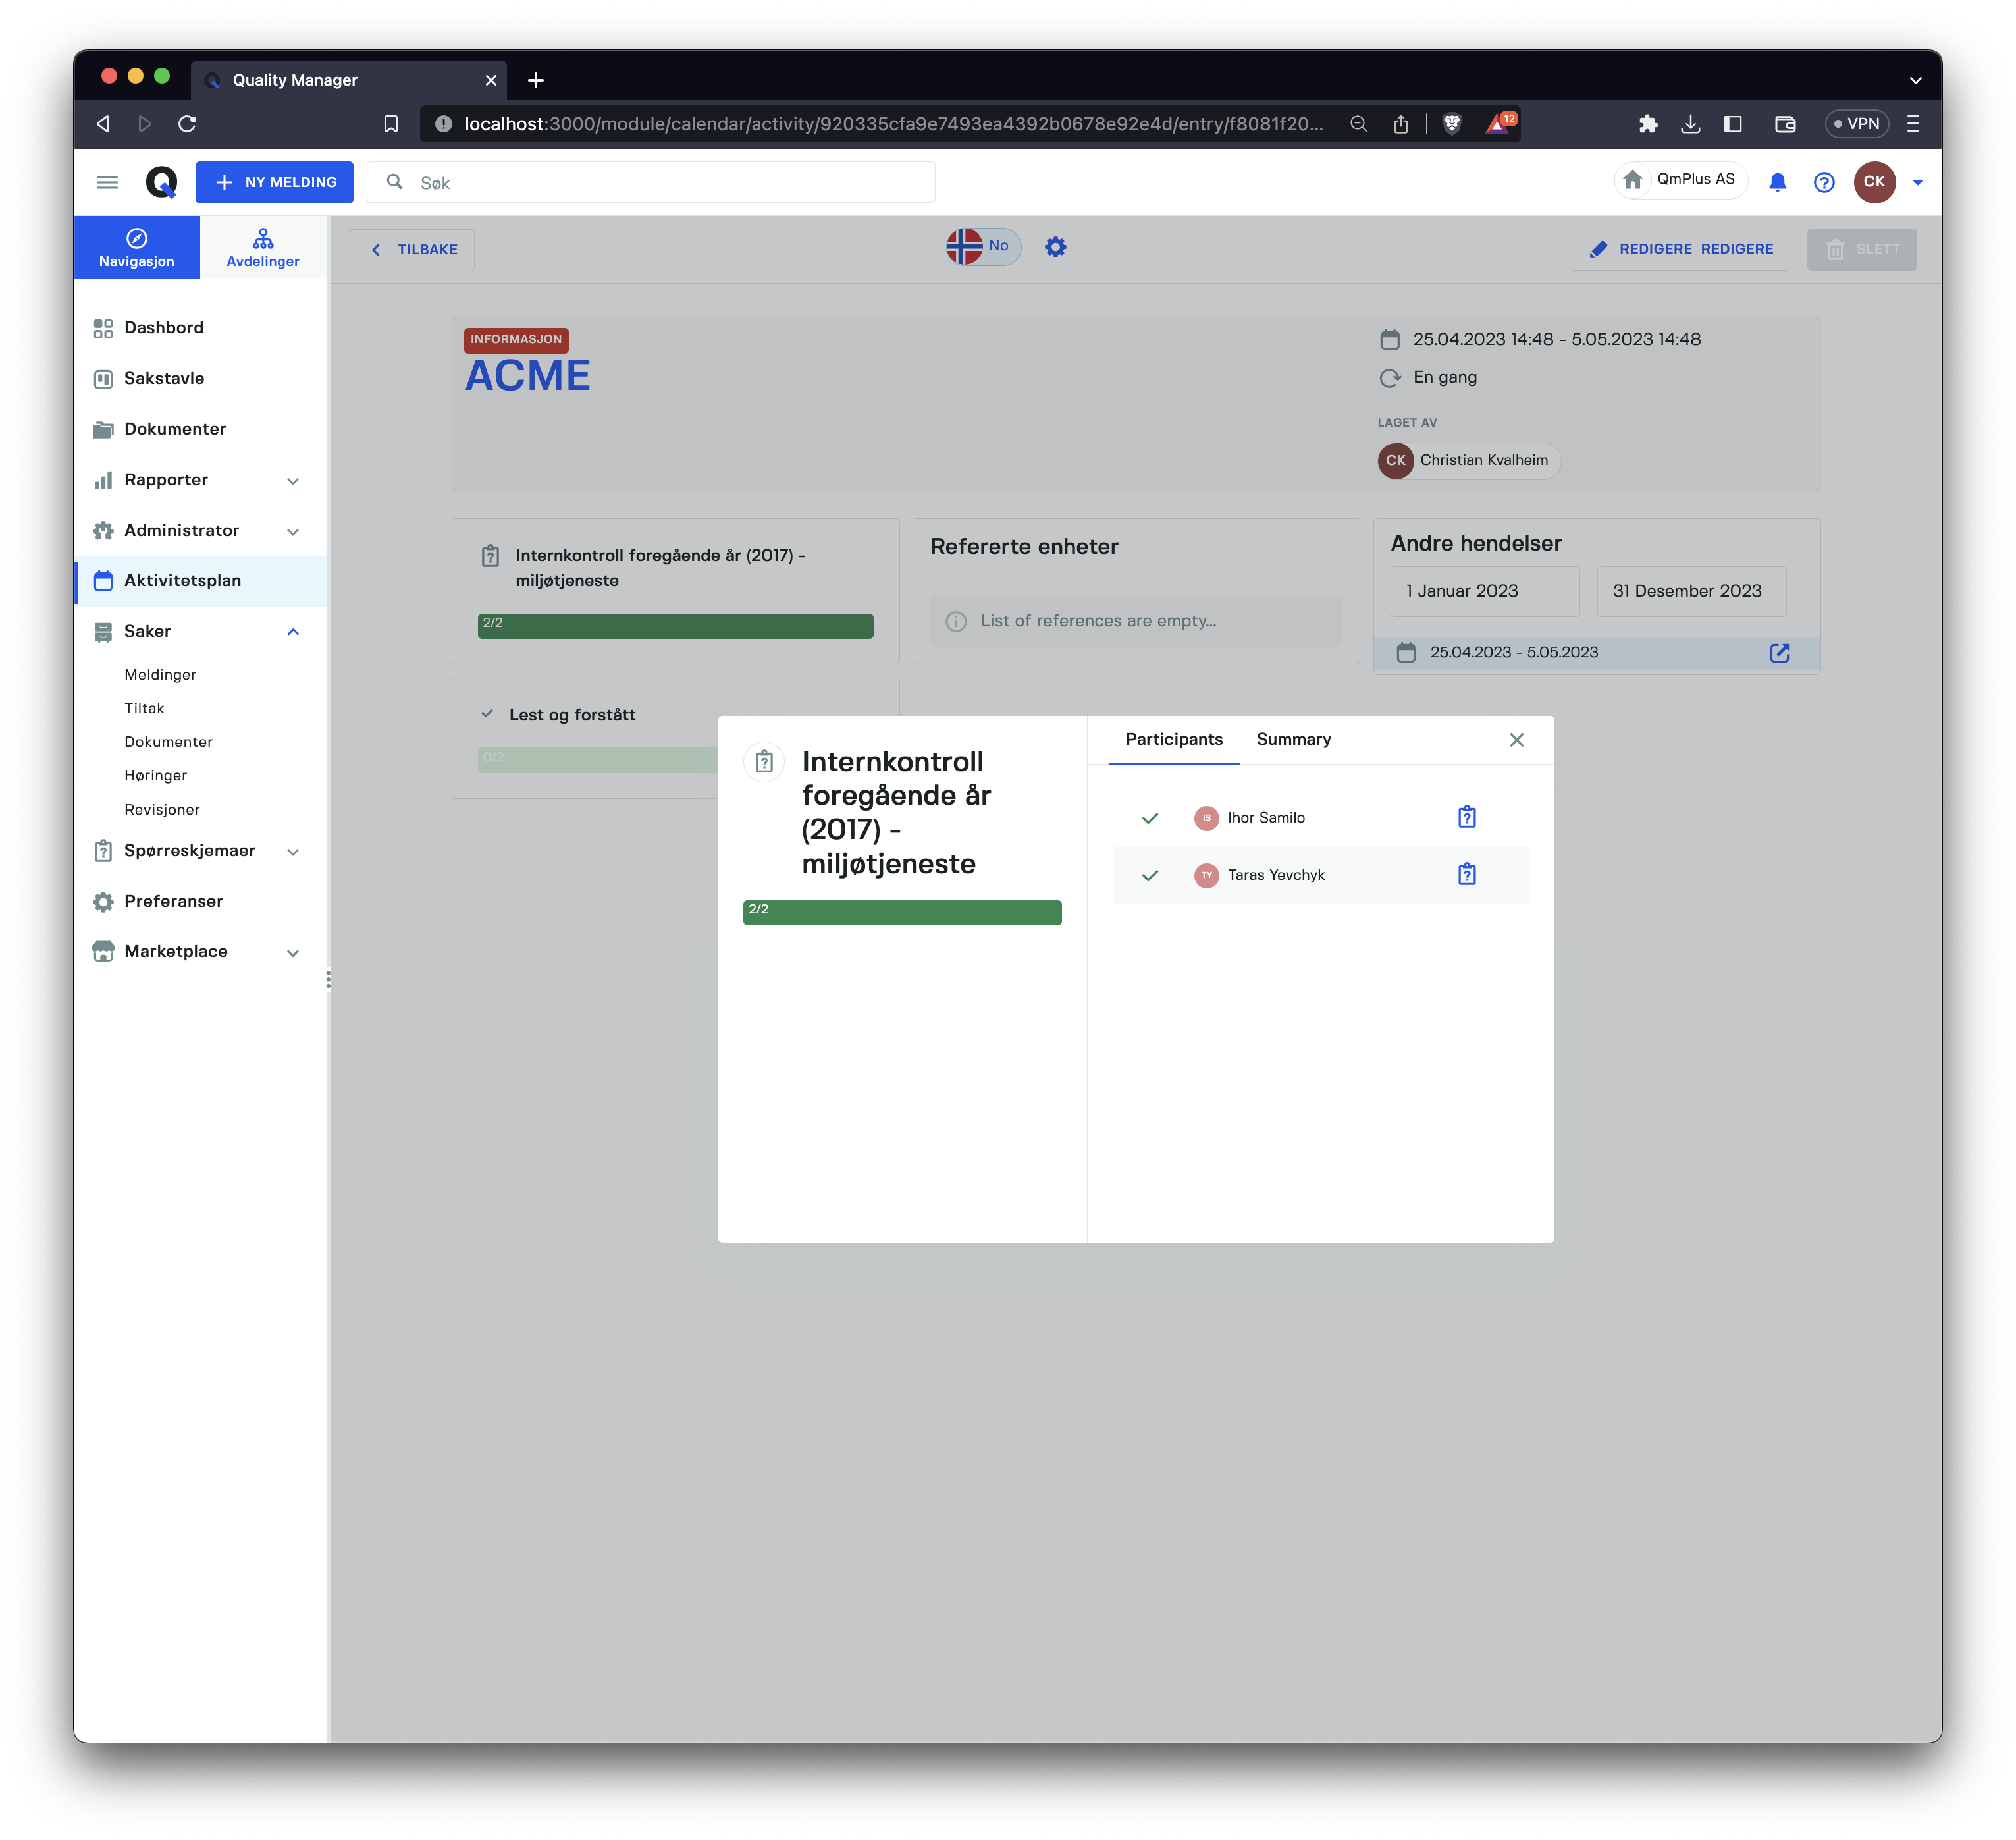 Quality Manager
localhost:3000/module/calendar/activity/920335cfa9e7493ea4392b0678e92e4d/entry/f8081f20...
12
VPN
NY MELDING
Søk
QmPlus AS
CK
Navigasjon
Avdelinger
TILBAKE
No
REDIGERE REDIGERE
SLETT
Dashbord
Sakstavle
Dokumenter
Rapporter
Administrator
Aktivitetsplan
Saker
Meldinger
Tiltak
Dokumenter
Høringer
Revisjoner
Spørreskjemaer
Preferanser
Marketplace
INFORMASJON
ACME
25.04.2023 14:48 - 5.05.2023 14:48
En gang
LAGET AV
CK Christian Kvalheim
Internkontroll foregående år (2017) -
miljøtjeneste
2/2
Refererte enheter
List of references are empty...
Andre hendelser
1 Januar 2023
31 Desember 2023
25.04.2023 - 5.05.2023
Lest og forstått
0/2
Internkontroll
foregående år
(2017) -
miljøtjeneste
2/2
Participants
Summary
IS Ihor Samilo
TY Taras Yevchyk